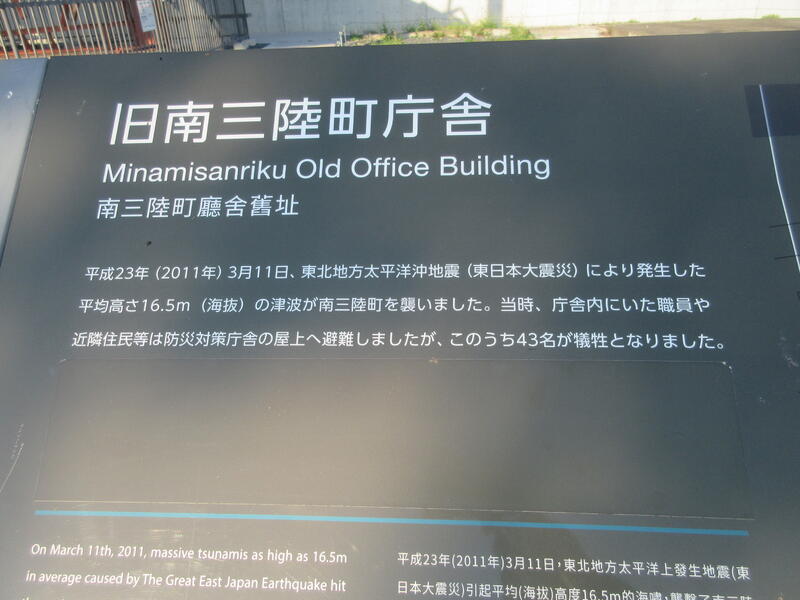 旧南三陸町庁舎
Minamisanriku Old Office Building
南三陸町廳舍舊址
平成23年（2011年）3月11日、東北地方太平洋沖地震（東日本大震災）により発生した
平均高さ16.5m（海抜）の津波が南三陸町を襲いました。当時、庁舎内にいた職員や
近隣住民等は防災対策庁舎の屋上へ避難しましたが、このうち43名が犠牲となりました。
On March 11th, 2011, massive tsunamis as high as 16.5m
in average caused by The Great East Japan Earthquake hit
平成23年(2011年)3月11日，東北地方太平洋上發生地震(東
日本大震災)引起平均(海拔)高度16.5m的海嘯，襲擊了南三陸